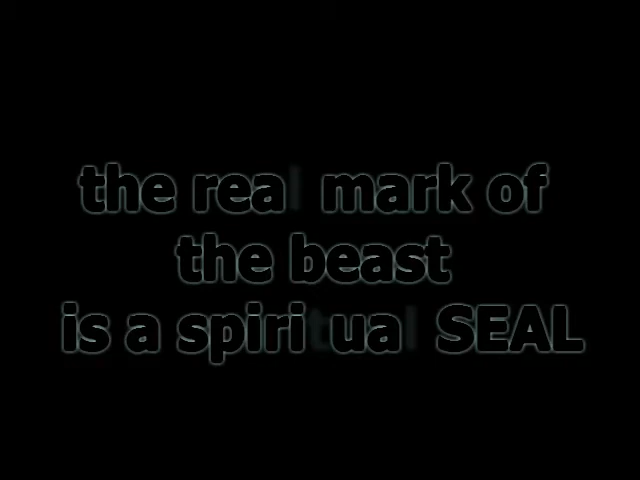 the real mark of
the beast
is a spiritual SEAL